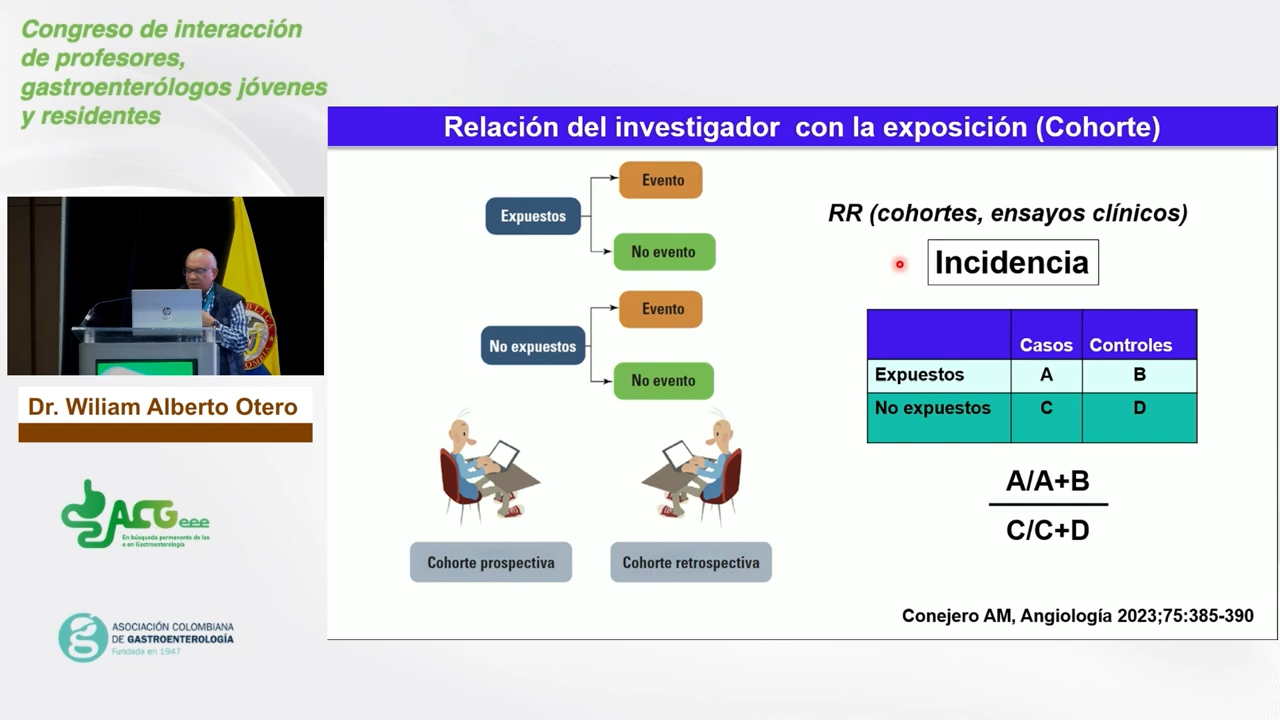 Congreso de interacción
de profesores,
gastroenterólogos jóvenes
y residentes
Relación del investigador con la exposición (Cohorte)
Expuestos
Evento
No evento
No expuestos
Evento
No evento
Cohorte prospectiva
Cohorte retrospectiva
RR (cohortes, ensayos clínicos)
Incidencia
Casos Controles
Expuestos A B
No expuestos C D
A/A+B
C/C+D
Conejero AM, Angiología 2023;75:385-390
hp
Dr. Wiliam Alberto Otero
ACG eee
En búsqueda permanente de las
e en Gastroenterología
ASOCIACIÓN COLOMBIANA
DE GASTROENTEROLOGÍA
Fundada en 1947